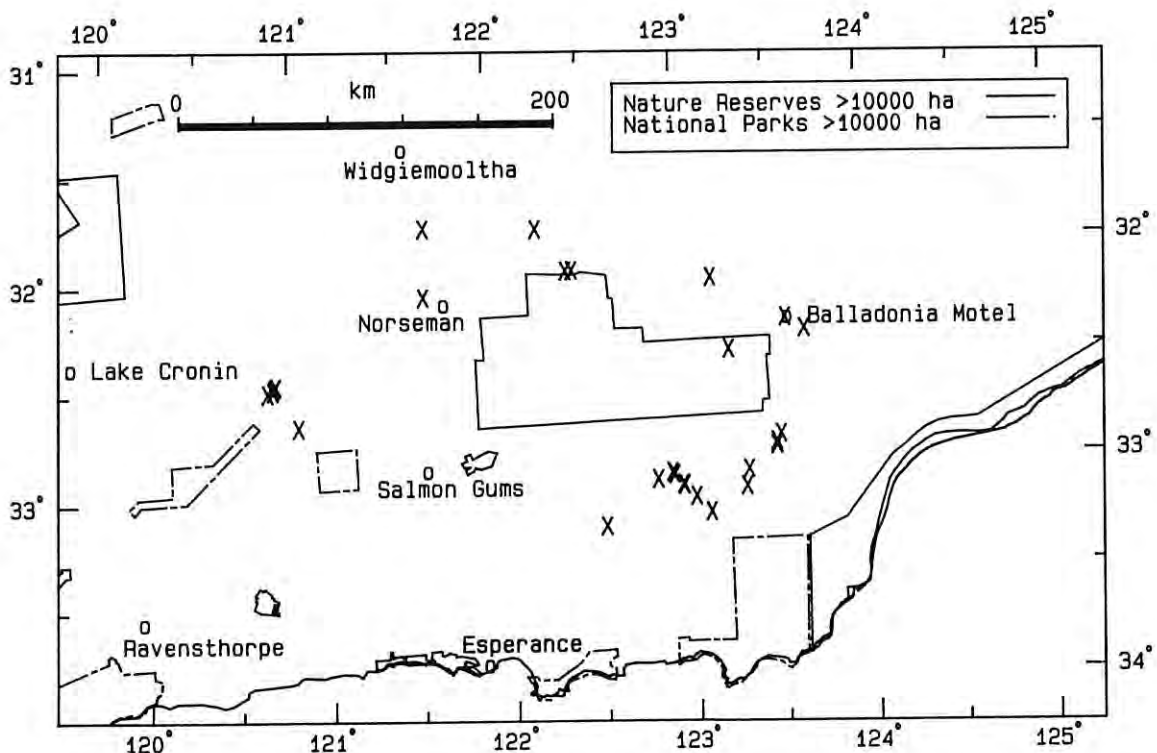 120° 121° 122° 123° 124° 125°
31°
km
0 200
Nature Reserves >10000 ha
National Parks >10000 ha
Widgiemooltha
32°
32°
Norseman
Balladonia Motel
Lake Cronin
33°
Salmon Gums
33°
Ravensthorpe
Esperance
34°
120° 121° 122° 123° 124° 125°